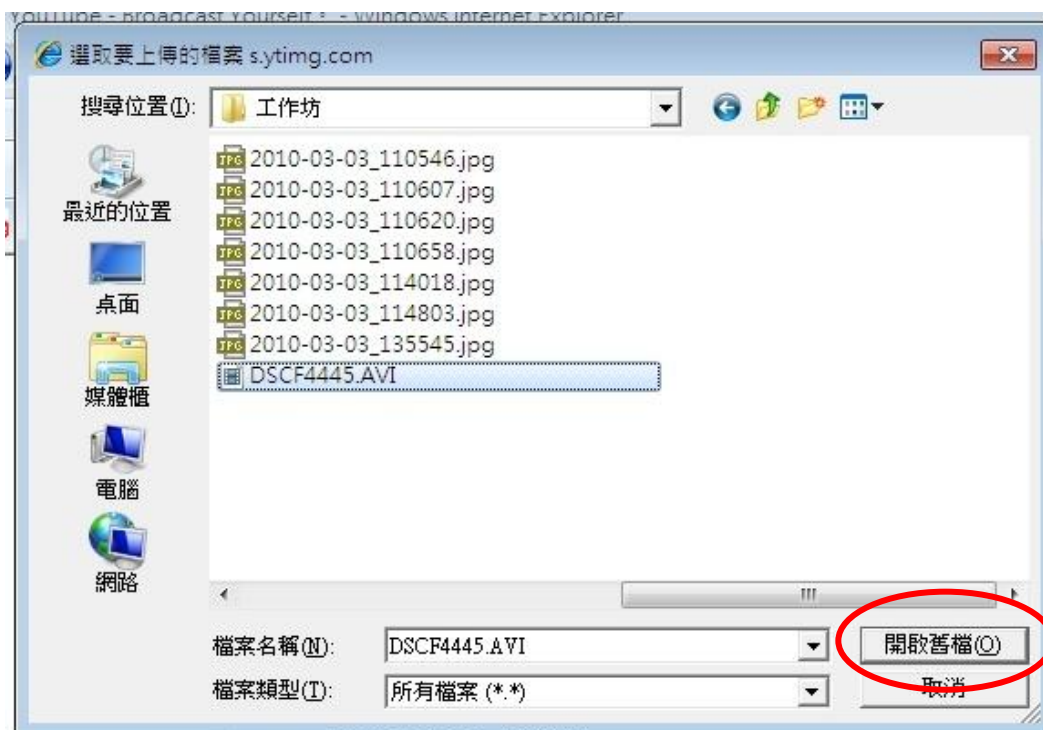 YouTube - Broadcast Yourself。 - Windows Internet Explorer
選取要上傳的檔案 s.ytimg.com
搜尋位置(I):
工作坊
2010-03-03_110546.jpg
2010-03-03_110607.jpg
2010-03-03_110620.jpg
2010-03-03_110658.jpg
2010-03-03_114018.jpg
2010-03-03_114803.jpg
2010-03-03_135545.jpg
DSCF4445.AVI
最近的位置
桌面
媒體櫃
電腦
網路
檔案名稱(N):
DSCF4445.AVI
開啟舊檔(O)
檔案類型(T):
所有檔案 (*.*)
取消